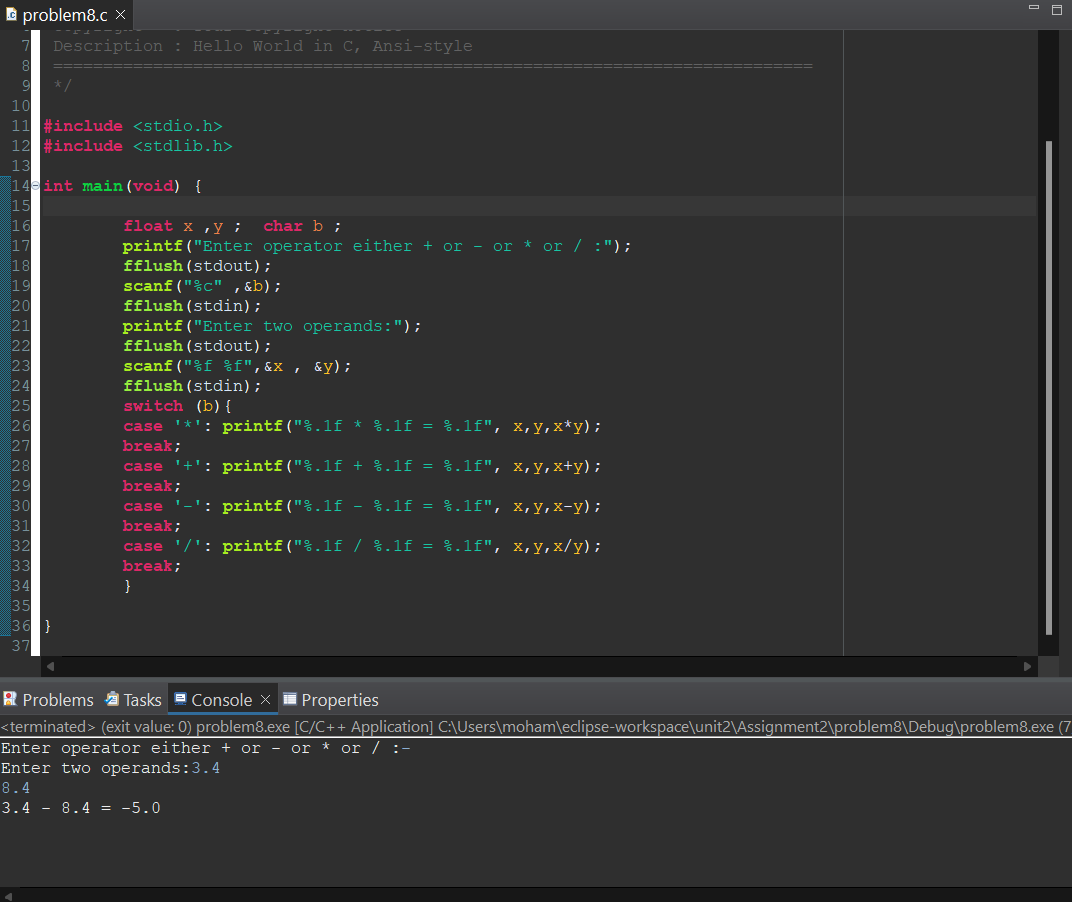 problem8.c
7 Description : Hello World in C, Ansi-style
8 ============================================================================
9 */
10
11 #include <stdio.h>
12 #include <stdlib.h>
13
14 int main(void) {
15
16 float x ,y ; char b ;
17 printf("Enter operator either + or - or * or / :");
18 fflush(stdout);
19 scanf("%c" ,&b);
20 fflush(stdin);
21 printf("Enter two operands:");
22 fflush(stdout);
23 scanf("%f %f",&x , &y);
24 fflush(stdin);
25 switch (b){
26 case '*': printf("%.1f * %.1f = %.1f", x,y,x*y);
27 break;
28 case '+': printf("%.1f + %.1f = %.1f", x,y,x+y);
29 break;
30 case '-': printf("%.1f - %.1f = %.1f", x,y,x-y);
31 break;
32 case '/': printf("%.1f / %.1f = %.1f", x,y,x/y);
33 break;
34 }
35
36 }
37
Problems Tasks Console Properties
<terminated> (exit value: 0) problem8.exe [C/C++ Application] C:\Users\moham\eclipse-workspace\unit2\Assignment2\problem8\Debug\problem8.exe (7
Enter operator either + or - or * or / :-
Enter two operands:3.4
8.4
3.4 - 8.4 = -5.0